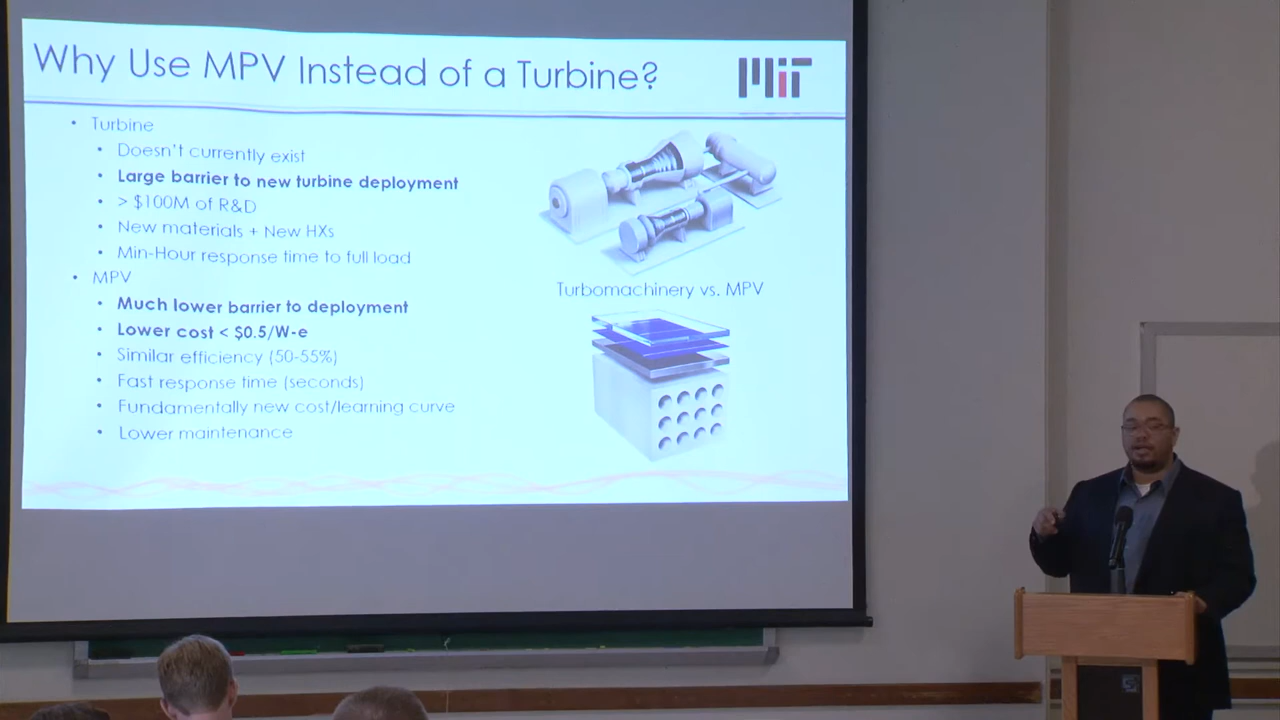 Why Use MPV Instead of a Turbine?
MIT
• Turbine
• Doesn't currently exist
• Large barrier to new turbine deployment
• > $100M of R&D
• New materials + New HXs
• Min-Hour response time to full load
• MPV
• Much lower barrier to deployment
• Lower cost < $0.5/W-e
• Similar efficiency (50-55%)
• Fast response time (seconds)
• Fundamentally new cost/learning curve
• Lower maintenance
Turbomachinery vs. MPV